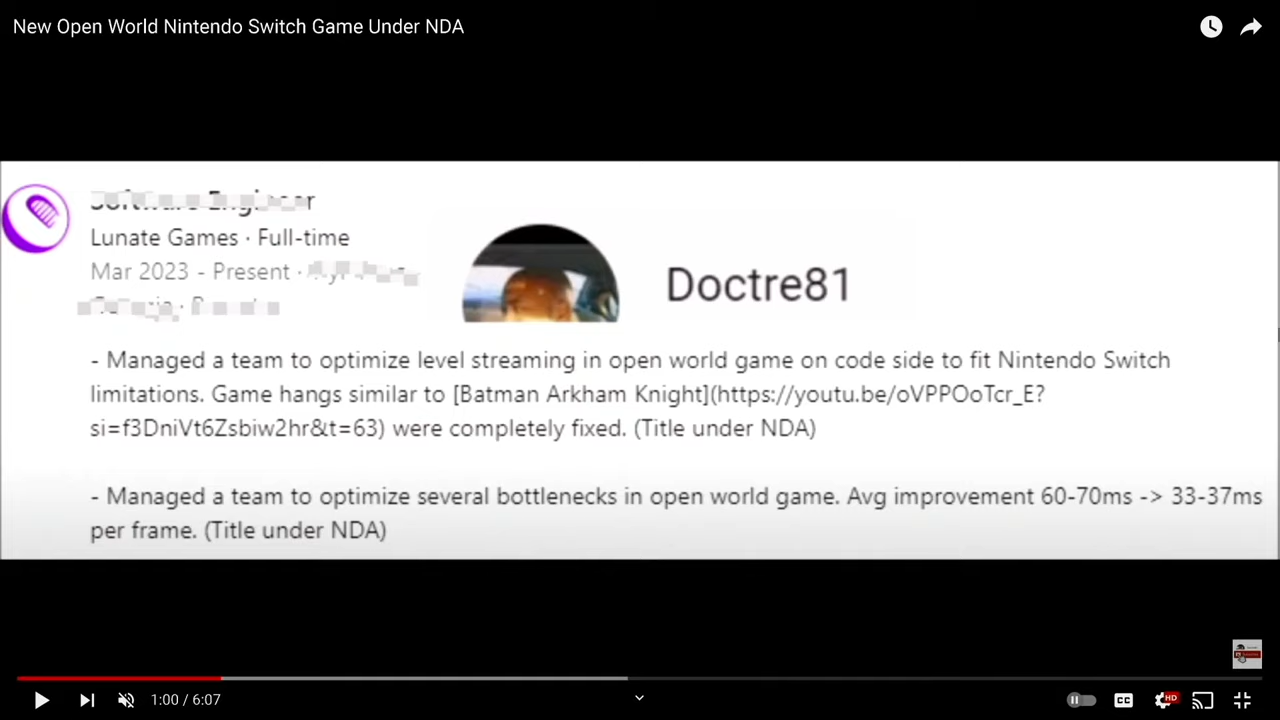 New Open World Nintendo Switch Game Under NDA
Lunate Games · Full-time
Mar 2023 - Present ·
Doctre81
- Managed a team to optimize level streaming in open world game on code side to fit Nintendo Switch
limitations. Game hangs similar to [Batman Arkham Knight](https://youtu.be/oVPPOoTcr_E?
si=f3DniVt6Zsbiw2hr&t=63) were completely fixed. (Title under NDA)
- Managed a team to optimize several bottlenecks in open world game. Avg improvement 60-70ms -> 33-37ms
per frame. (Title under NDA)
1:00 / 6:07
CC
HD